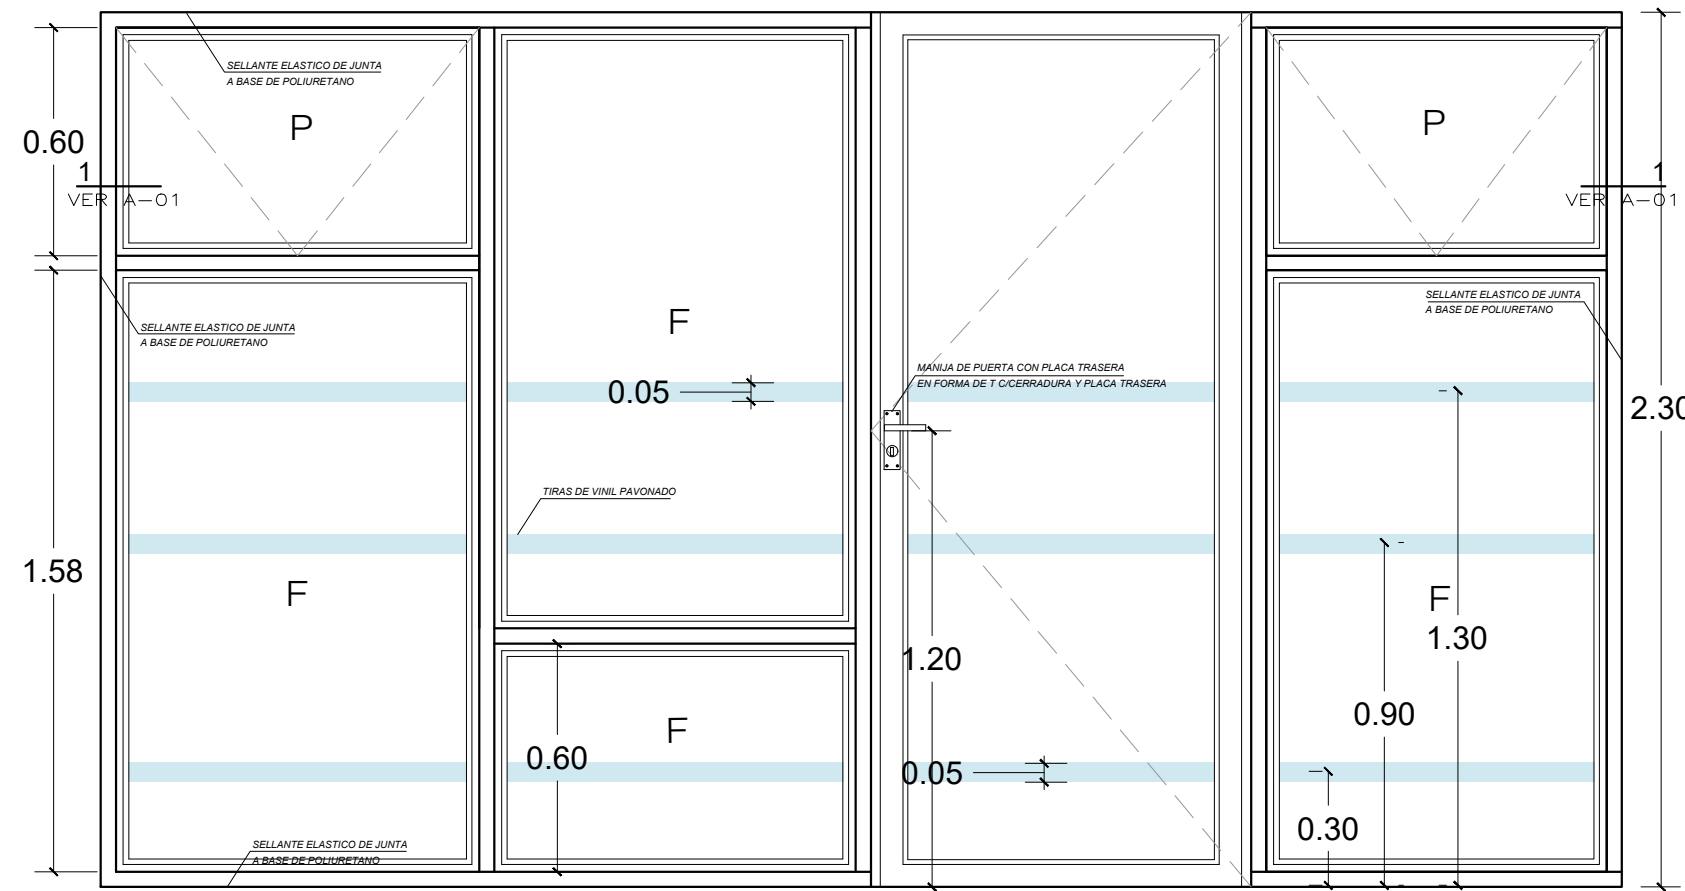 SELLANTE ELASTICO DE JUNTA
A BASE DE POLIURETANO
P
P
0.60
1
VER A-01
1
VER A-01
SELLANTE ELASTICO DE JUNTA
A BASE DE POLIURETANO
F
SELLANTE ELASTICO DE JUNTA
A BASE DE POLIURETANO
MANIJA DE PUERTA CON PLACA TRASERA
EN FORMA DE T C/CERRADURA Y PLACA TRASERA
0.05
2.30
TIRAS DE VINIL PAVONADO
1.58
F
F
1.30
1.20
0.90
F
0.60
0.05
0.30
SELLANTE ELASTICO DE JUNTA
A BASE DE POLIURETANO